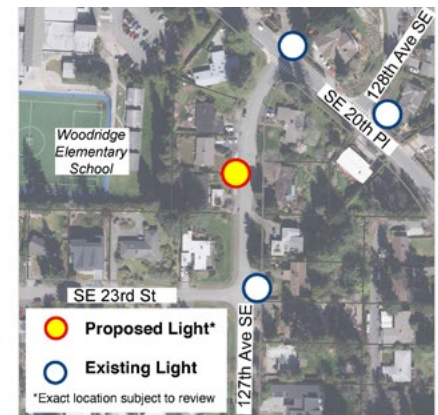 128th Ave SE
SE 20th Pl
Woodridge
Elementary
School
SE 23rd St
127th Ave SE
Proposed Light*
Existing Light
*Exact location subject to review